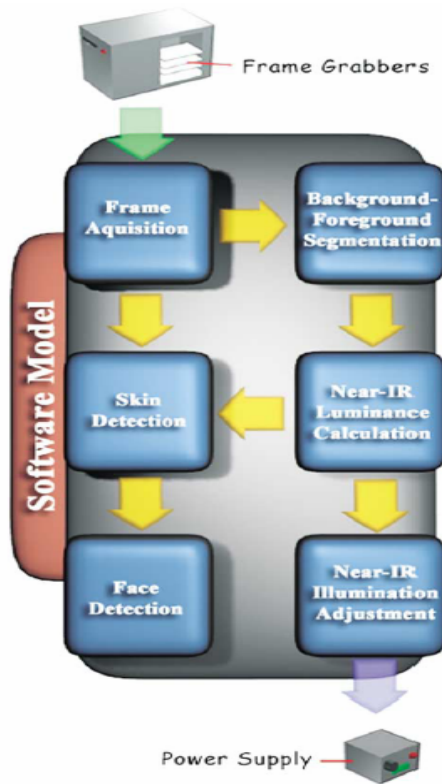 Frame Grabbers
Frame
Aquisition
Background-
Foreground
Segmentation
Software Model
Skin
Detection
Near-IR
Luminance
Calculation
Face
Detection
Near-IR
Illumination
Adjustment
Power Supply